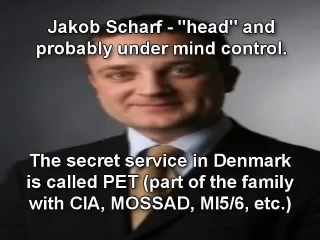 Jakob Scharf - "head" and
probably under mind control.
The secret service in Denmark
is called PET (part of the family
with CIA, MOSSAD, MI5/6, etc.)